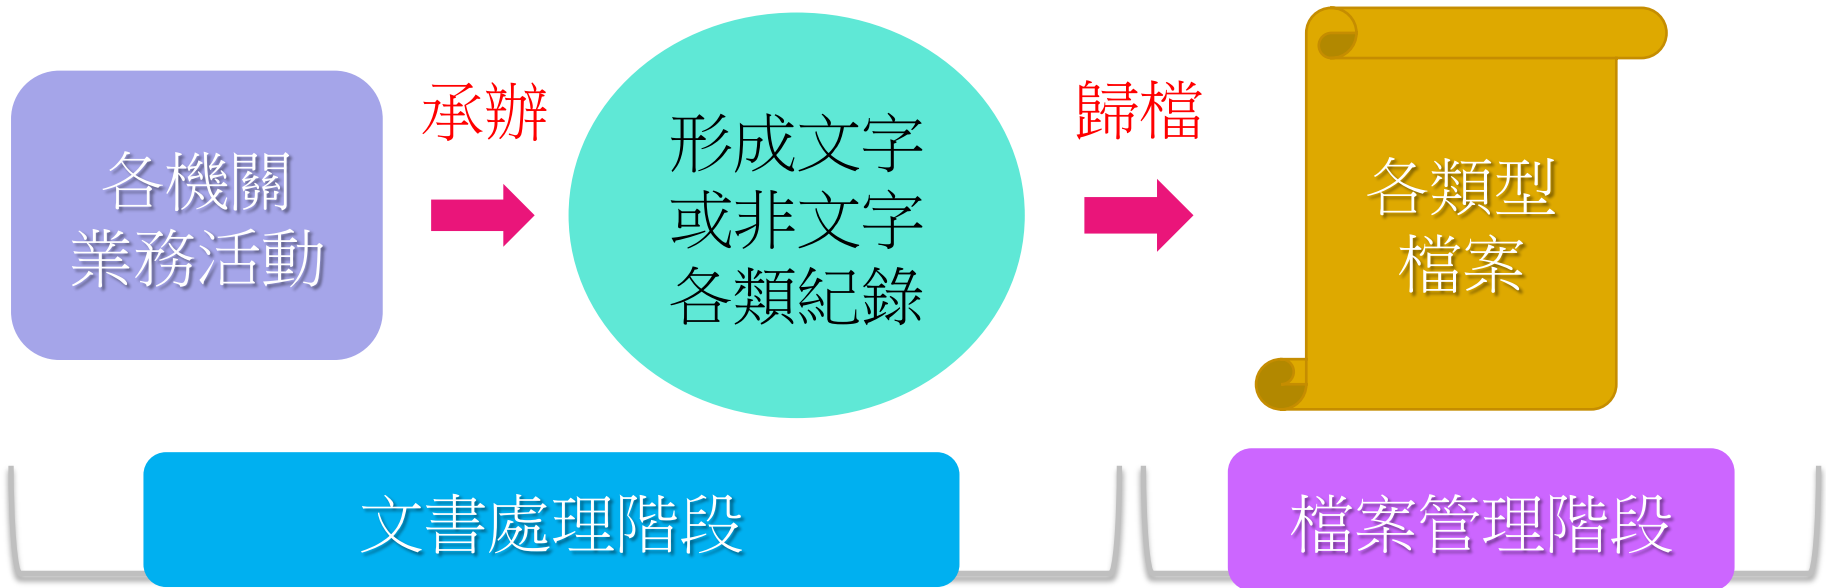 各機關
業務活動
承辦
形成文字
或非文字
各類紀錄
歸檔
各類型
檔案
文書處理階段
檔案管理階段